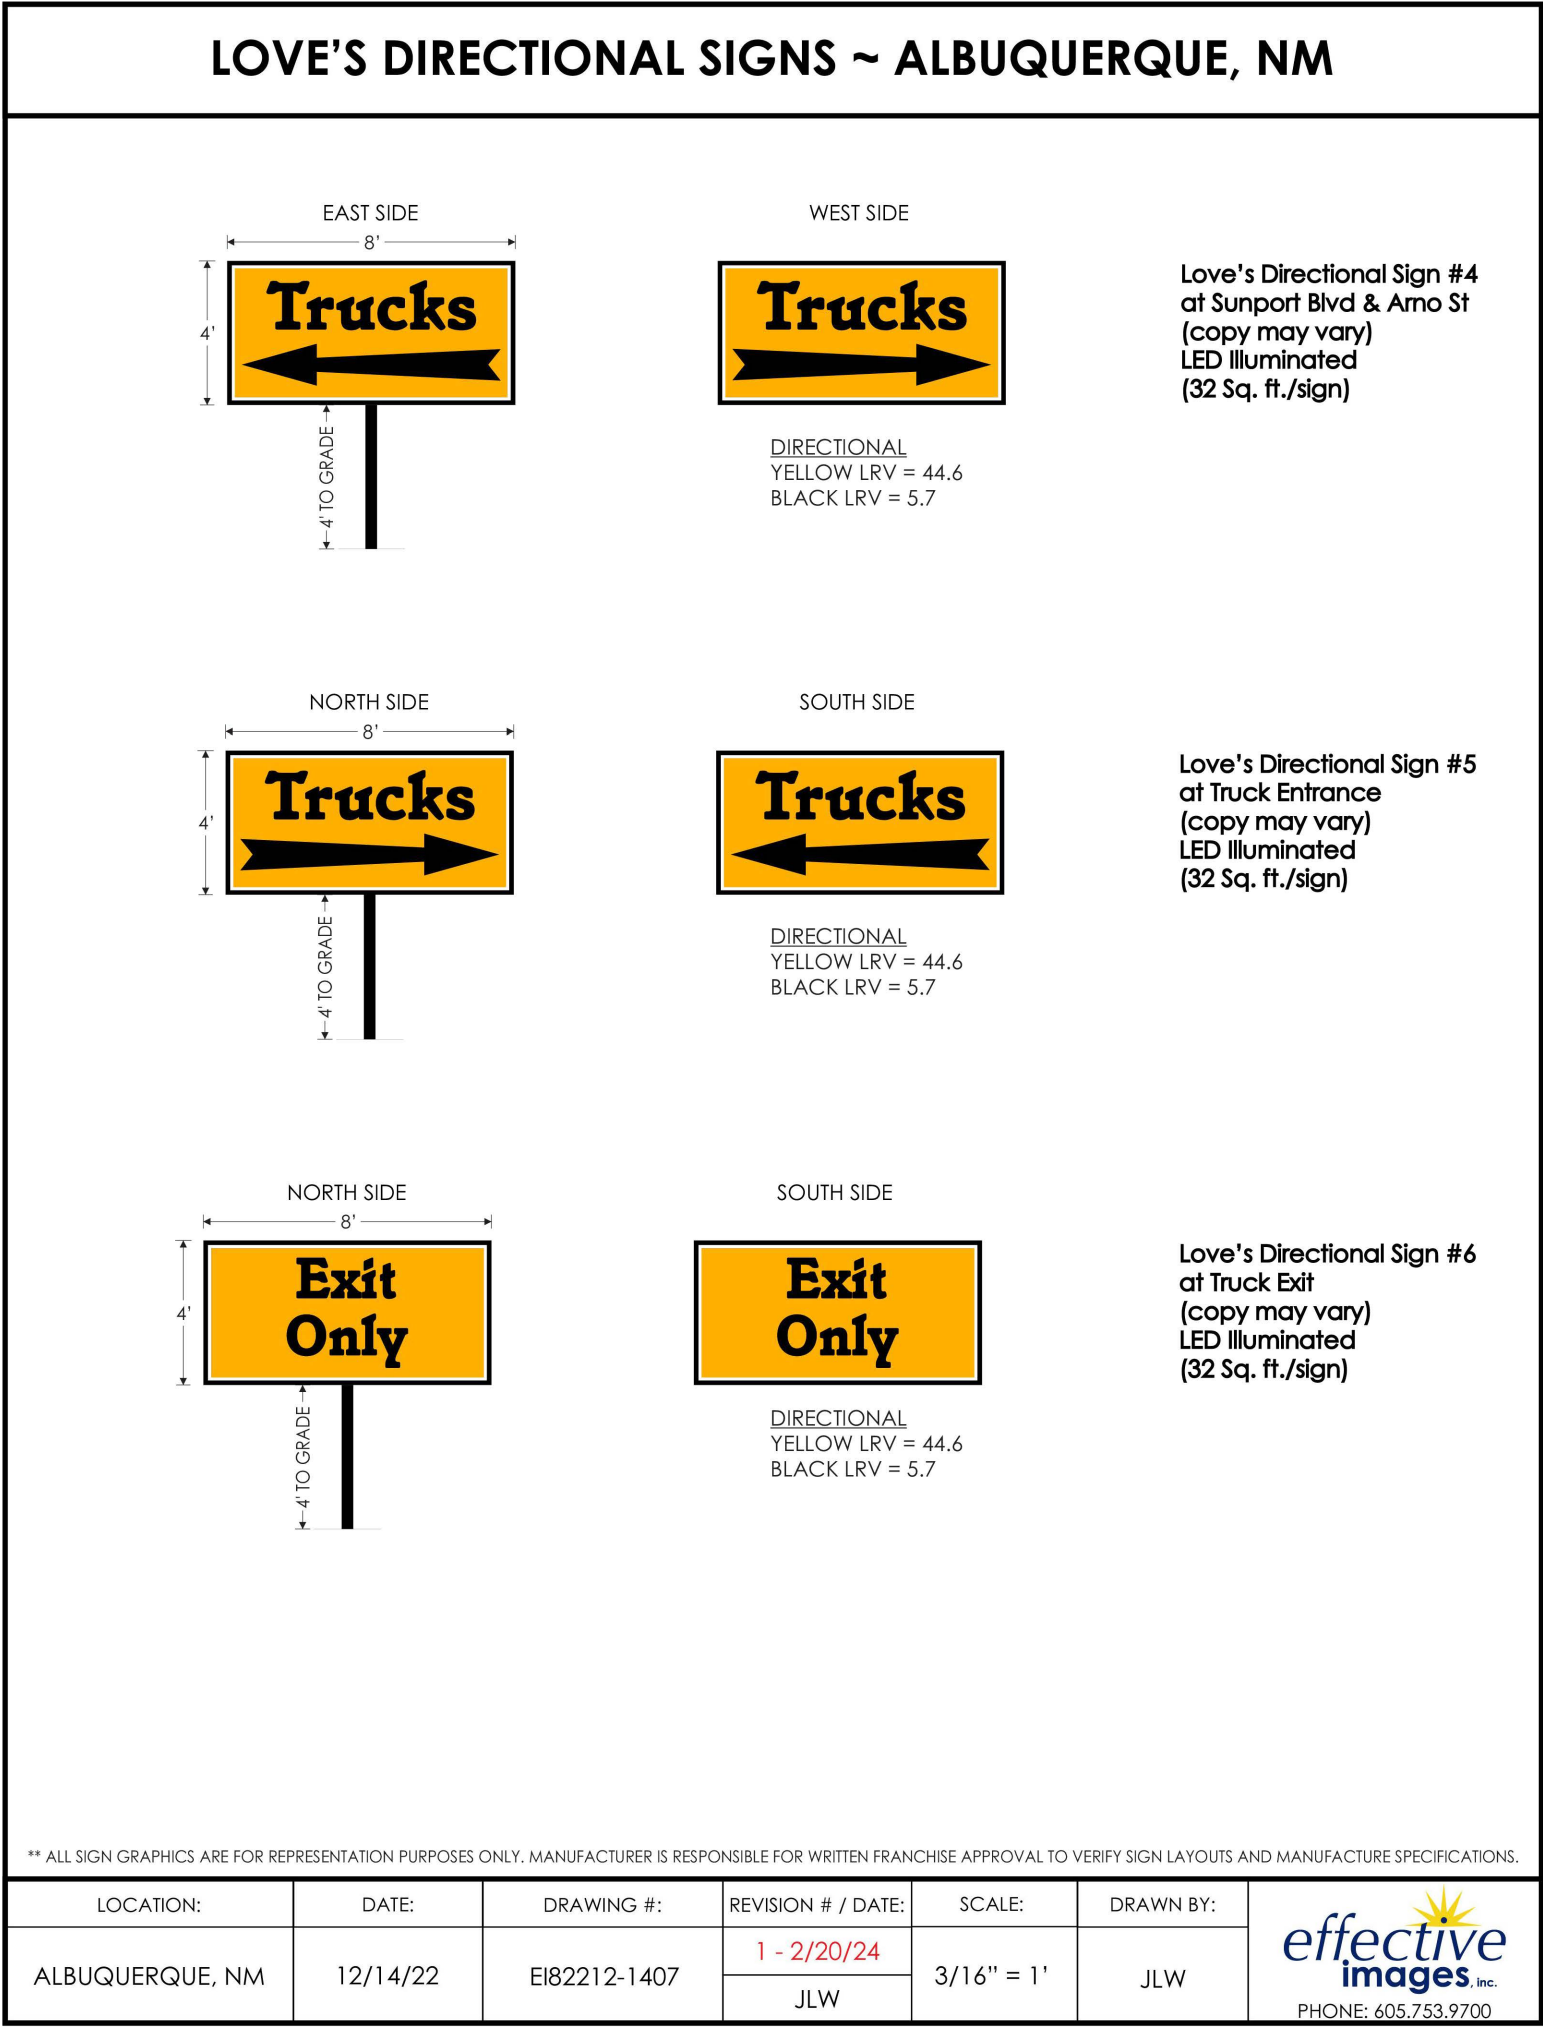 LOVE'S DIRECTIONAL SIGNS ~ ALBUQUERQUE, NM
EAST SIDE
8'
4'
Trucks
4' TO GRADE
WEST SIDE
Trucks
DIRECTIONAL
YELLOW LRV = 44.6
BLACK LRV = 5.7
Love's Directional Sign #4
at Sunport Blvd & Arno St
(copy may vary)
LED Illuminated
(32 Sq. ft./sign)
NORTH SIDE
8'
4'
Trucks
4' TO GRADE
SOUTH SIDE
Trucks
DIRECTIONAL
YELLOW LRV = 44.6
BLACK LRV = 5.7
Love's Directional Sign #5
at Truck Entrance
(copy may vary)
LED Illuminated
(32 Sq. ft./sign)
NORTH SIDE
8'
4'
Exit
Only
4' TO GRADE
SOUTH SIDE
Exit
Only
DIRECTIONAL
YELLOW LRV = 44.6
BLACK LRV = 5.7
Love's Directional Sign #6
at Truck Exit
(copy may vary)
LED Illuminated
(32 Sq. ft./sign)
** ALL SIGN GRAPHICS ARE FOR REPRESENTATION PURPOSES ONLY. MANUFACTURER IS RESPONSIBLE FOR WRITTEN FRANCHISE APPROVAL TO VERIFY SIGN LAYOUTS AND MANUFACTURE SPECIFICATIONS.
LOCATION:
ALBUQUERQUE, NM
DATE:
12/14/22
DRAWING #:
EI82212-1407
REVISION # / DATE:
1 - 2/20/24
JLW
SCALE:
3/16" = 1'
DRAWN BY:
JLW
effective
images, inc.
PHONE: 605.753.9700